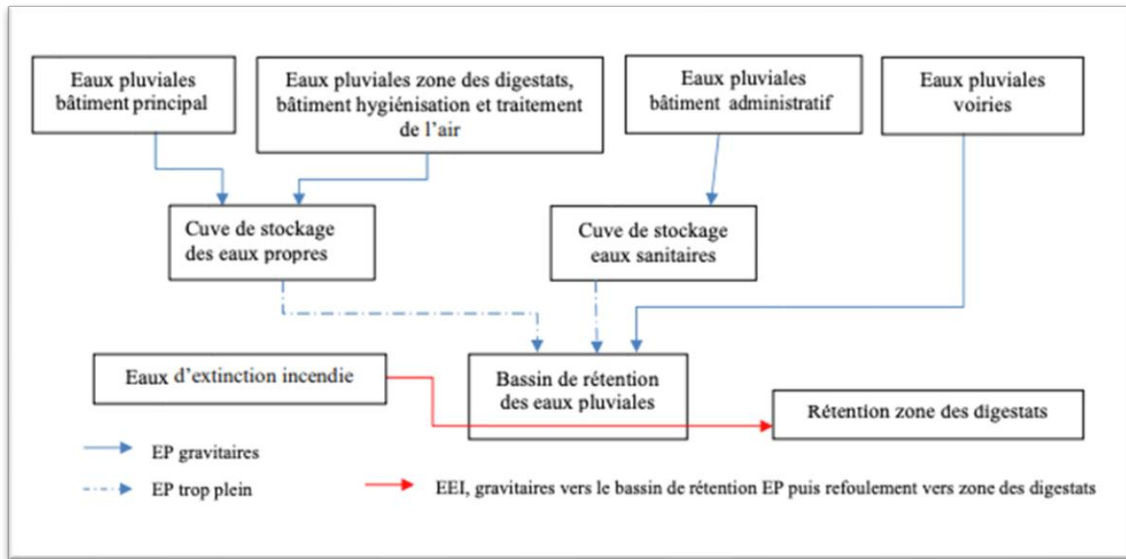 Eaux pluviales
bâtiment principal
Eaux pluviales zone des digestats,
bâtiment hygiénisation et traitement
de l’air
Eaux pluviales
bâtiment administratif
Eaux pluviales
voiries
Cuve de stockage
des eaux propres
Cuve de stockage
eaux sanitaires
Eaux d’extinction incendie
Bassin de rétention
des eaux pluviales
Rétention zone des digestats
EP gravitaires
EP trop plein
EEI, gravitaires vers le bassin de rétention EP puis refoulement vers zone des digestats